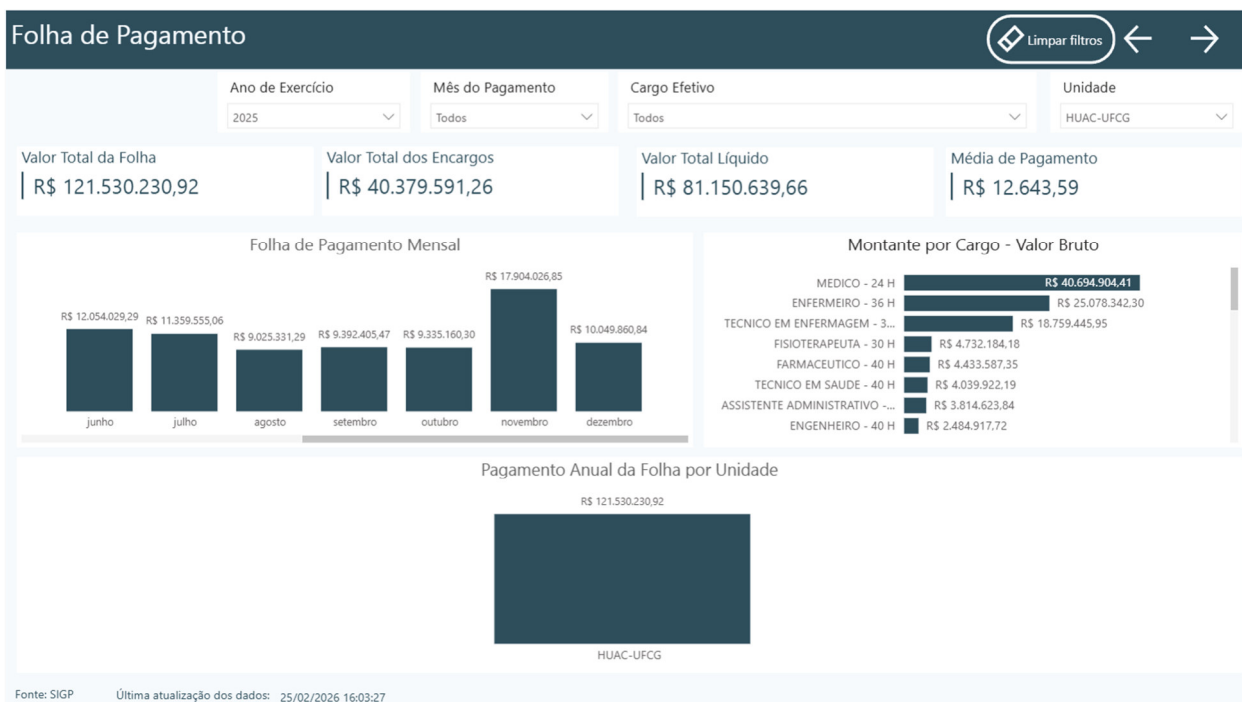 Folha de Pagamento
Limpar filtros
Ano de Exercício
2025
Mês do Pagamento
Todos
Cargo Efetivo
Todos
Unidade
HUAC-UFCG
Valor Total da Folha
R$ 121.530.230,92
Valor Total dos Encargos
R$ 40.379.591,26
Valor Total Líquido
R$ 81.150.639,66
Média de Pagamento
R$ 12.643,59
Folha de Pagamento Mensal
R$ 12.054.029,29
R$ 11.359.555,06
R$ 9.025.331,29
R$ 9.392.405,47
R$ 9.335.160,30
R$ 17.904.026,85
R$ 10.049.860,84
junho
julho
agosto
setembro
outubro
novembro
dezembro
Montante por Cargo - Valor Bruto
MEDICO - 24 H R$ 40.694.904,41
ENFERMEIRO - 36 H R$ 25.078.342,30
TECNICO EM ENFERMAGEM - 3... R$ 18.759.445,95
FISIOTERAPEUTA - 30 H R$ 4.732.184,18
FARMACEUTICO - 40 H R$ 4.433.587,35
TECNICO EM SAUDE - 40 H R$ 4.039.922,19
ASSISTENTE ADMINISTRATIVO -... R$ 3.814.623,84
ENGENHEIRO - 40 H R$ 2.484.917,72
Pagamento Anual da Folha por Unidade
R$ 121.530.230,92
HUAC-UFCG
Fonte: SIGP
Última atualização dos dados: 25/02/2026 16:03:27